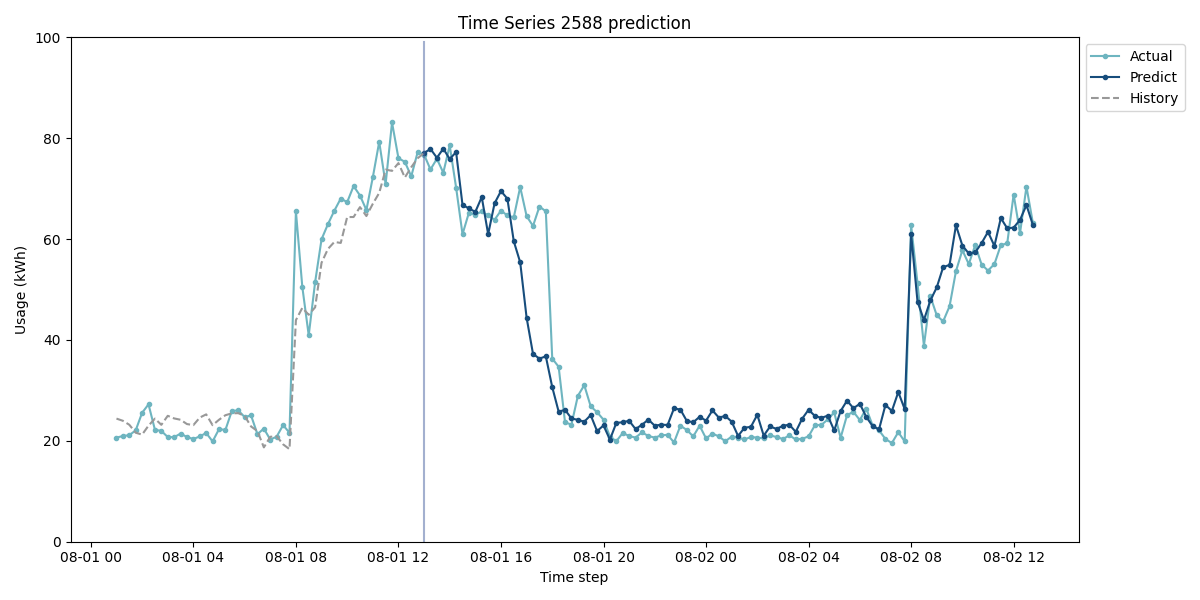 Time Series 2588 prediction
100
80
60
40
20
0
Usage (kWh)
08-01 00
08-01 04
08-01 08
08-01 12
08-01 16
08-01 20
08-02 00
08-02 04
08-02 08
08-02 12
Time step
Actual
Predict
History